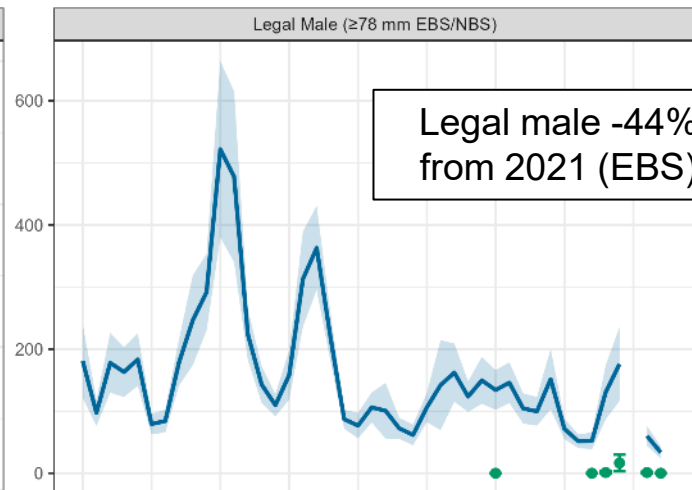 Legal Male (≥78 mm EBS/NBS)
600
Legal male -44%
from 2021 (EBS)
400
200
0